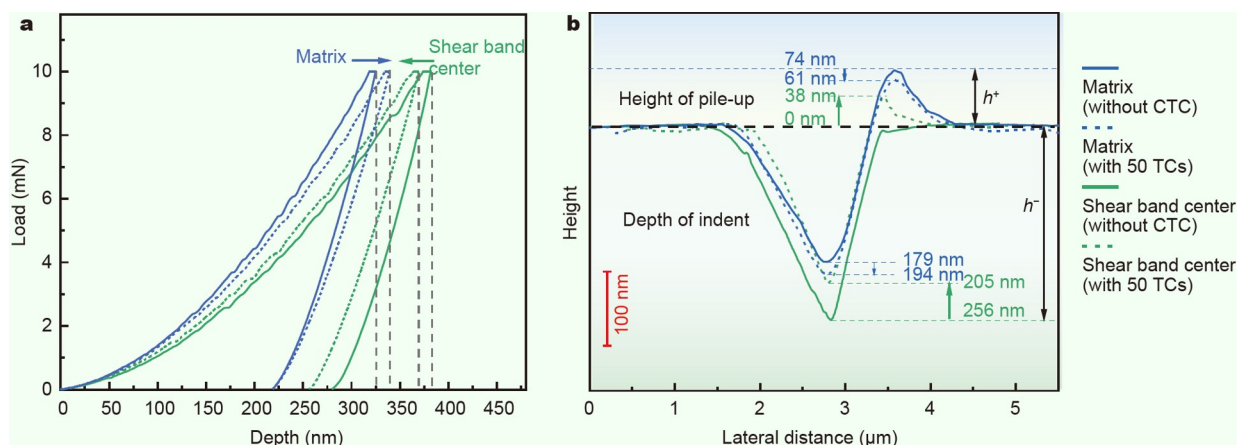 a
Load (mN)
10
8
6
4
2
0
Matrix
Shear band
center
0 50 100 150 200 250 300 350 400 450
Depth (nm)
b
Height
74 nm
61 nm
38 nm
0 nm
Height of pile-up
h⁺
Depth of indent
h⁻
179 nm
194 nm
205 nm
256 nm
100 nm
0 1 2 3 4 5
Lateral distance (µm)
Matrix
(without CTC)
Matrix
(with 50 TCs)
Shear band center
(without CTC)
Shear band center
(with 50 TCs)